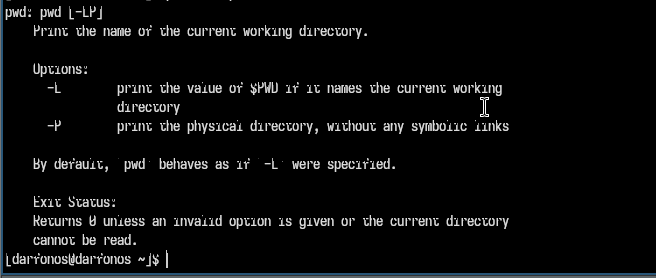 pwd: pwd [-LP]
Print the name of the current working directory.
Options:
-L print the value of $PWD if it names the current working
directory
-P print the physical directory, without any symbolic links
By default, `pwd' behaves as if `-L' were specified.
Exit Status:
Returns 0 unless an invalid option is given or the current directory
cannot be read.
[darfonos@darfonos ~]$